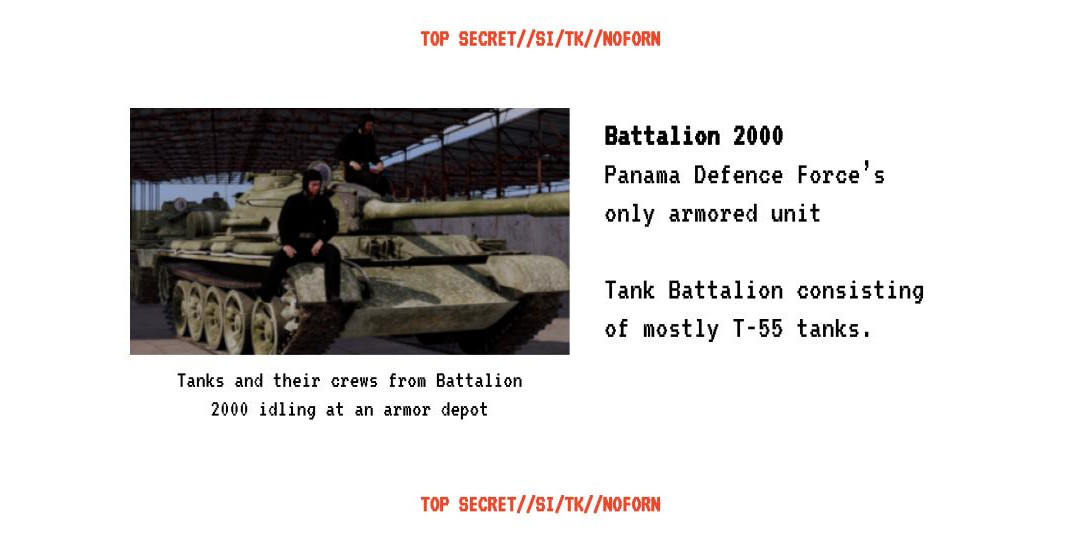 TOP SECRET//SI/TK//NOFORN
Battalion 2000
Panama Defence Force's
only armored unit
Tank Battalion consisting
of mostly T-55 tanks.
Tanks and their crews from Battalion
2000 idling at an armor depot
TOP SECRET//SI/TK//NOFORN